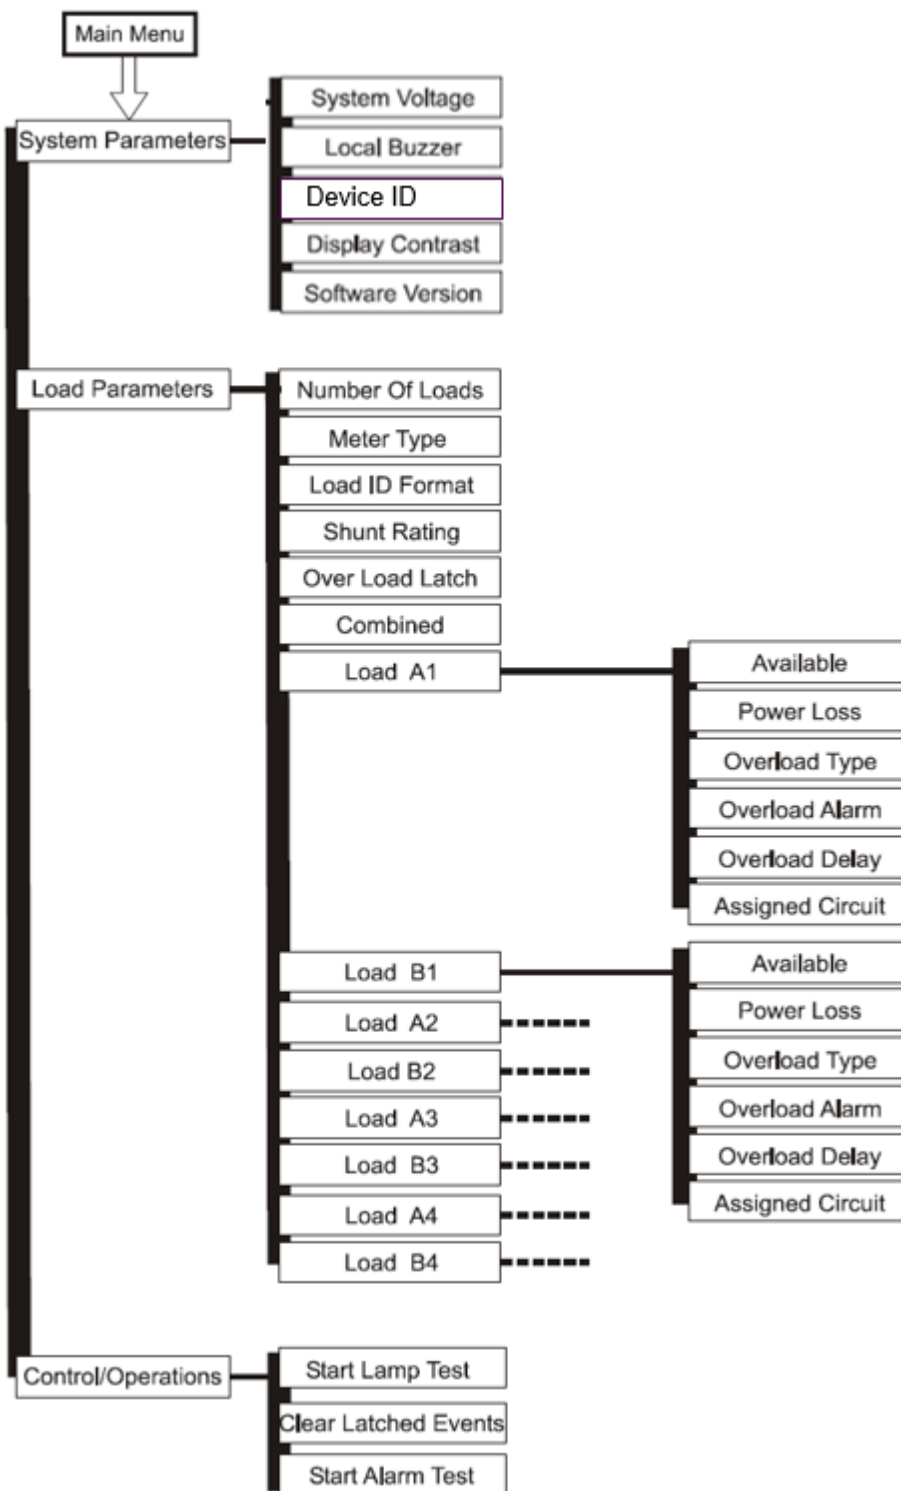 Main Menu
System Parameters
System Voltage
Local Buzzer
Device ID
Display Contrast
Software Version
Load Parameters
Number Of Loads
Meter Type
Load ID Format
Shunt Rating
Over Load Latch
Combined
Load A1
Available
Power Loss
Overload Type
Overload Alarm
Overload Delay
Assigned Circuit
Load B1
Available
Power Loss
Overload Type
Overload Alarm
Overload Delay
Assigned Circuit
Load A2
Load B2
Load A3
Load B3
Load A4
Load B4
Control/Operations
Start Lamp Test
Clear Latched Events
Start Alarm Test